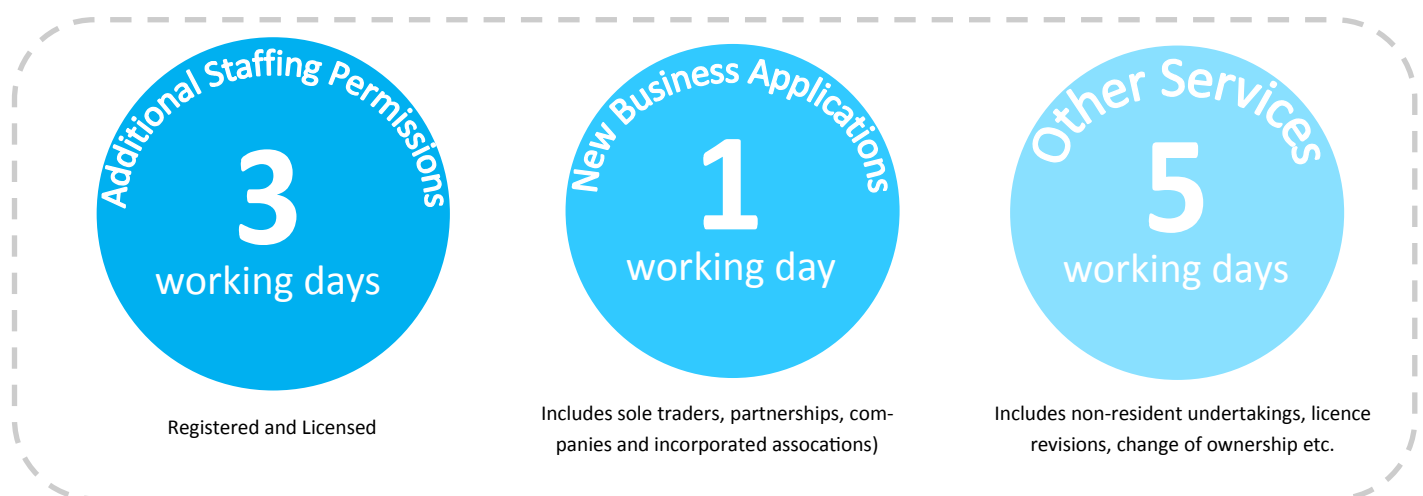 Additional Staffing Permissions
3
working days
Registered and Licensed
New Business Applications
1
working day
Includes sole traders, partnerships, com-
panies and incorporated assocations)
Other Services
5
working days
Includes non-resident undertakings, licence
revisions, change of ownership etc.